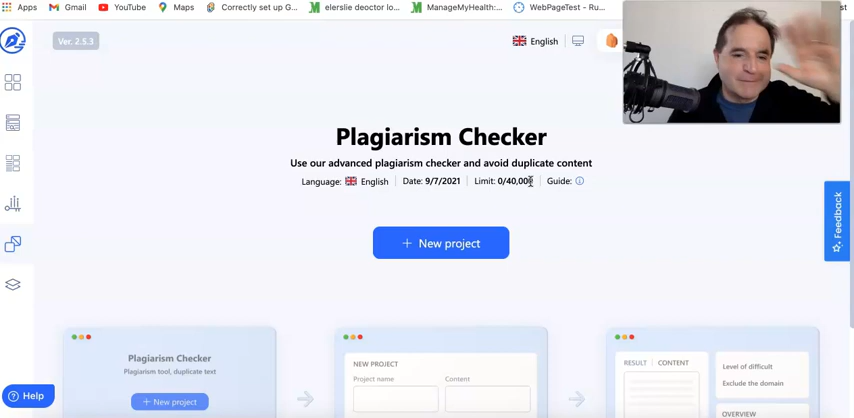 Apps Gmail YouTube Maps Correctly set up G... elerslie deoctor lo... ManageMyHealth:... WebPageTest - Ru... st
Ver. 2.5.3
English
Plagiarism Checker
Use our advanced plagiarism checker and avoid duplicate content
Language: English Date: 9/7/2021 Limit: 0/40,000 Guide:
+ New project
Feedback
Plagiarism Checker
Plagiarism tool, duplicate text
+ New project
NEW PROJECT
Project name Content
RESULT CONTENT
Level of difficult
Exclude the domain
OVERVIEW
Help